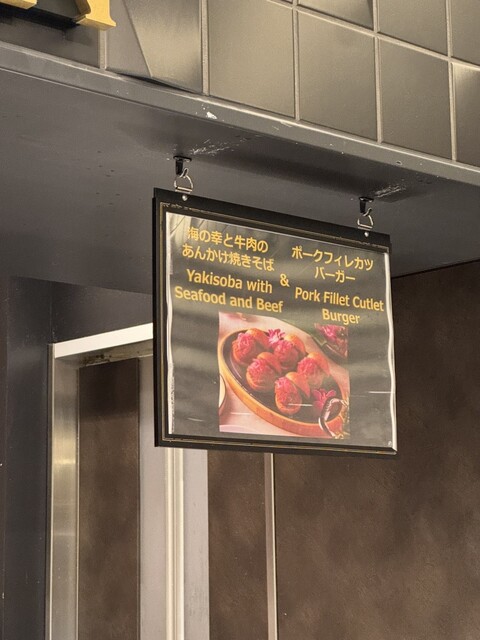 海の幸と牛肉の
あんかけ焼きそば
Yakisoba with
Seafood and Beef
&
ポークフィレカツ
バーガー
Pork Fillet Cutlet
Burger